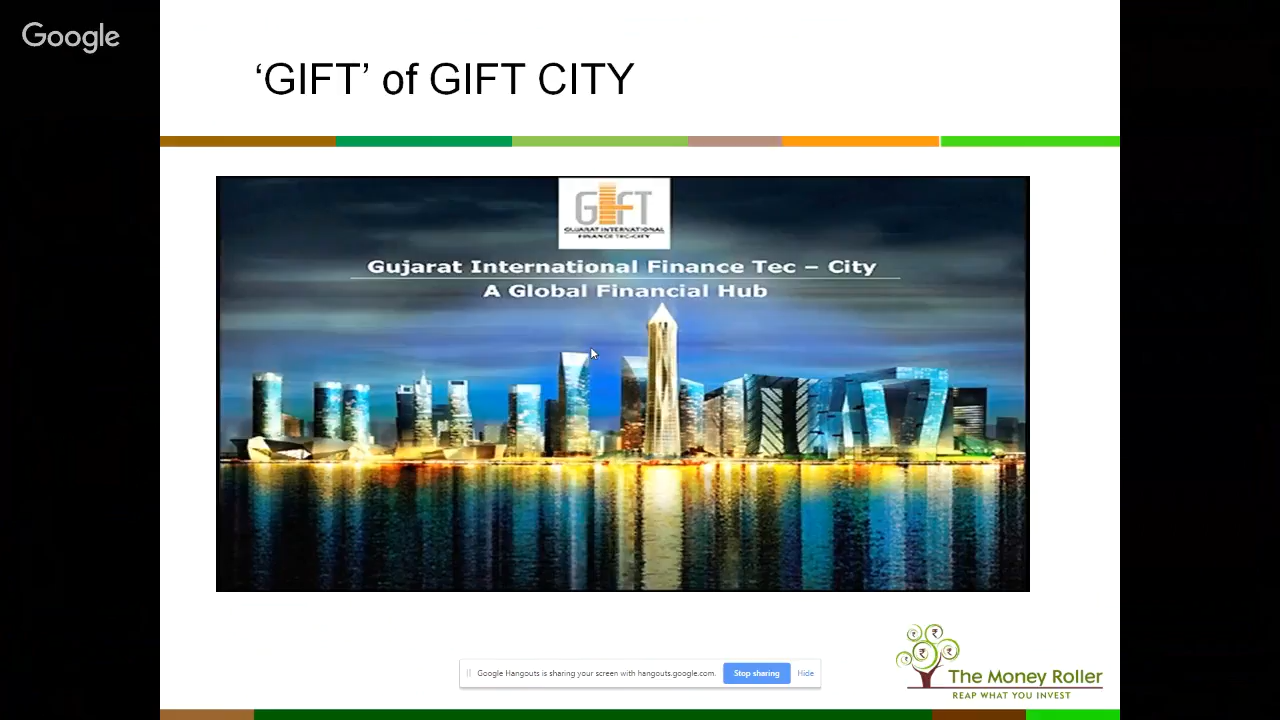 Google
‘GIFT’ of GIFT CITY
GIFT
GUJARAT INTERNATIONAL
FINANCE TEC-CITY
Gujarat International Finance Tec – City
A Global Financial Hub
Google Hangouts is sharing your screen with hangouts.google.com. Stop sharing Hide
The Money Roller
REAP WHAT YOU INVEST